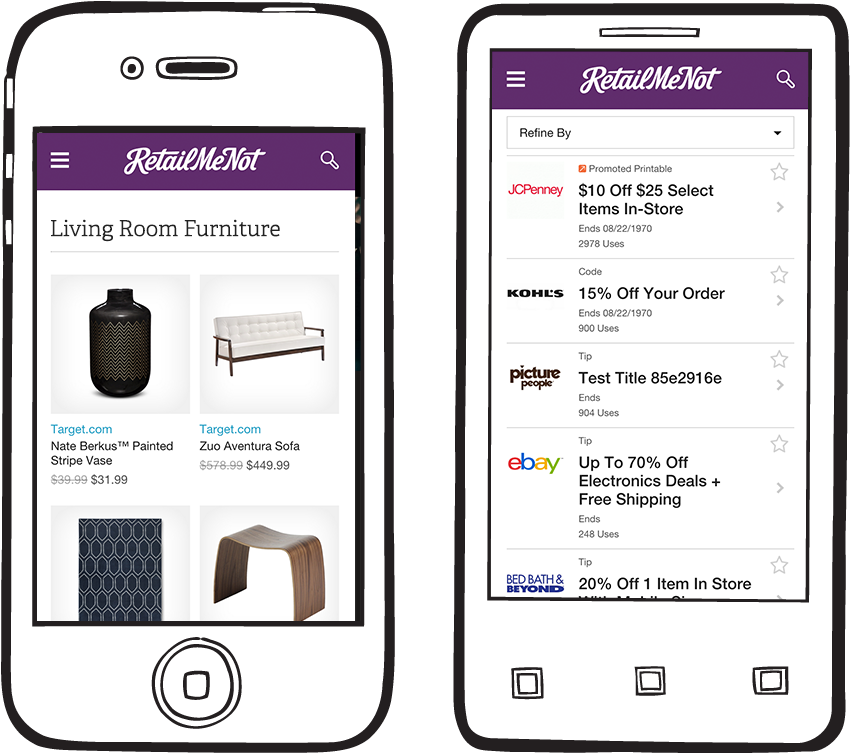 RetailMeNot
Living Room Furniture
Target.com
Nate Berkus™ Painted
Stripe Vase
$39.99 $31.99
Target.com
Zuo Aventura Sofa
$578.99 $449.99
RetailMeNot
Refine By
JCPenney
Promoted Printable
$10 Off $25 Select
Items In-Store
Ends 08/22/1970
2978 Uses
KOHL'S
Code
15% Off Your Order
Ends 08/22/1970
900 Uses
picture
people
Tip
Test Title 85e2916e
Ends
904 Uses
ebay
Tip
Up To 70% Off
Electronics Deals +
Free Shipping
Ends
248 Uses
BED BATH &
BEYOND
Tip
20% Off 1 Item In Store
With Mobile